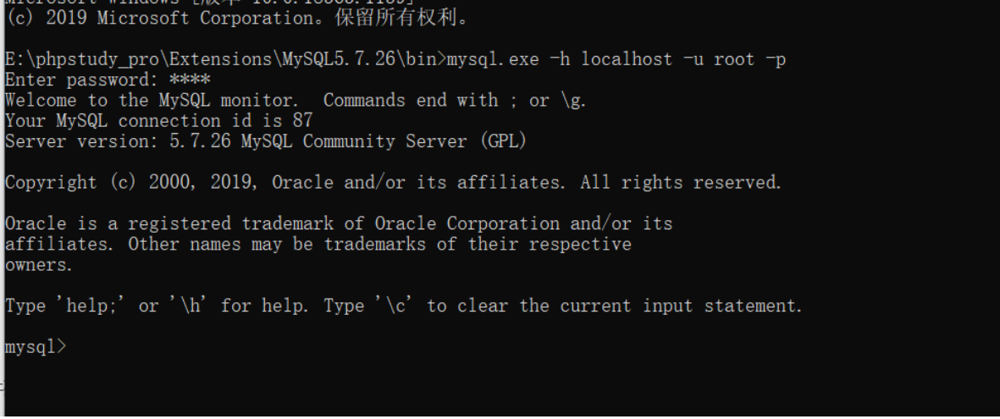 (c) 2019 Microsoft Corporation。保留所有权利。
E:\phpstudy_pro\Extensions\MySQL5.7.26\bin>mysql.exe -h localhost -u root -p
Enter password: ****
Welcome to the MySQL monitor.  Commands end with ; or \g.
Your MySQL connection id is 87
Server version: 5.7.26 MySQL Community Server (GPL)
Copyright (c) 2000, 2019, Oracle and/or its affiliates. All rights reserved.
Oracle is a registered trademark of Oracle Corporation and/or its
affiliates. Other names may be trademarks of their respective
owners.
Type 'help;' or '\h' for help. Type '\c' to clear the current input statement.
mysql>